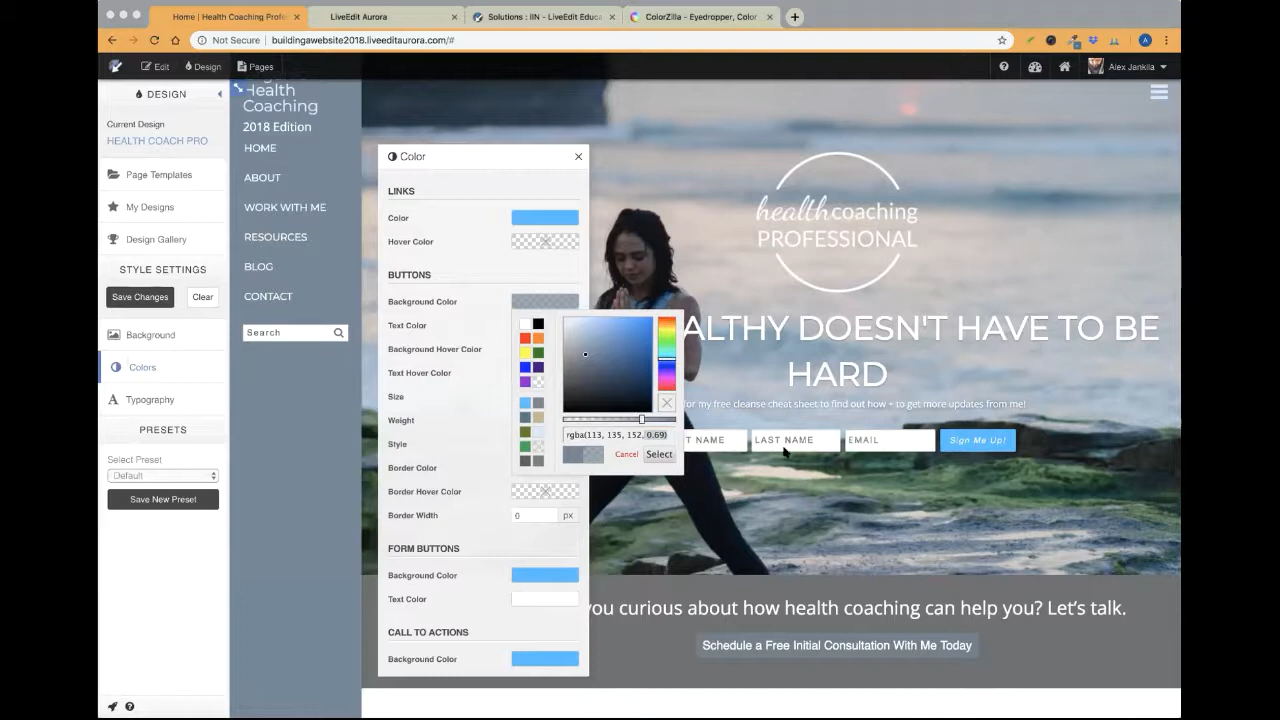 Home | Health Coaching Profes
LiveEdit Aurora
Solutions : IIN - LiveEdit Educa
ColorZilla - Eyedropper, Color
Not Secure
buildingawebsite2018.liveeditaurora.com/#
Edit
Design
Pages
Alex Jankila
DESIGN
Current Design
HEALTH COACH PRO
Page Templates
My Designs
Design Gallery
STYLE SETTINGS
Save Changes
Clear
Background
Colors
Typography
PRESETS
Select Preset
Default
Save New Preset
Health
Coaching
2018 Edition
HOME
ABOUT
WORK WITH ME
RESOURCES
BLOG
CONTACT
Search
Color
LINKS
Color
Hover Color
BUTTONS
Background Color
Text Color
Background Hover Color
Text Hover Color
Size
Weight
Style
Border Color
Border Hover Color
Border Width
0
px
FORM BUTTONS
Background Color
Text Color
CALL TO ACTIONS
Background Color
rgba(113, 135, 152, 0.69)
Cancel
Select
health coaching
PROFESSIONAL
ALTHY DOESN'T HAVE TO BE
HARD
for my free cleanse cheat sheet to find out how + to get more updates from me!
T NAME
LAST NAME
EMAIL
Sign Me Up!
you curious about how health coaching can help you? Let's talk.
Schedule a Free Initial Consultation With Me Today